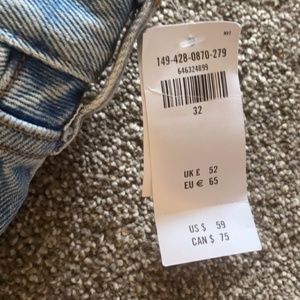 149-428-0870-279
646324899
32
UK £ 52
EU € 65
US $ 59
CAN $ 75